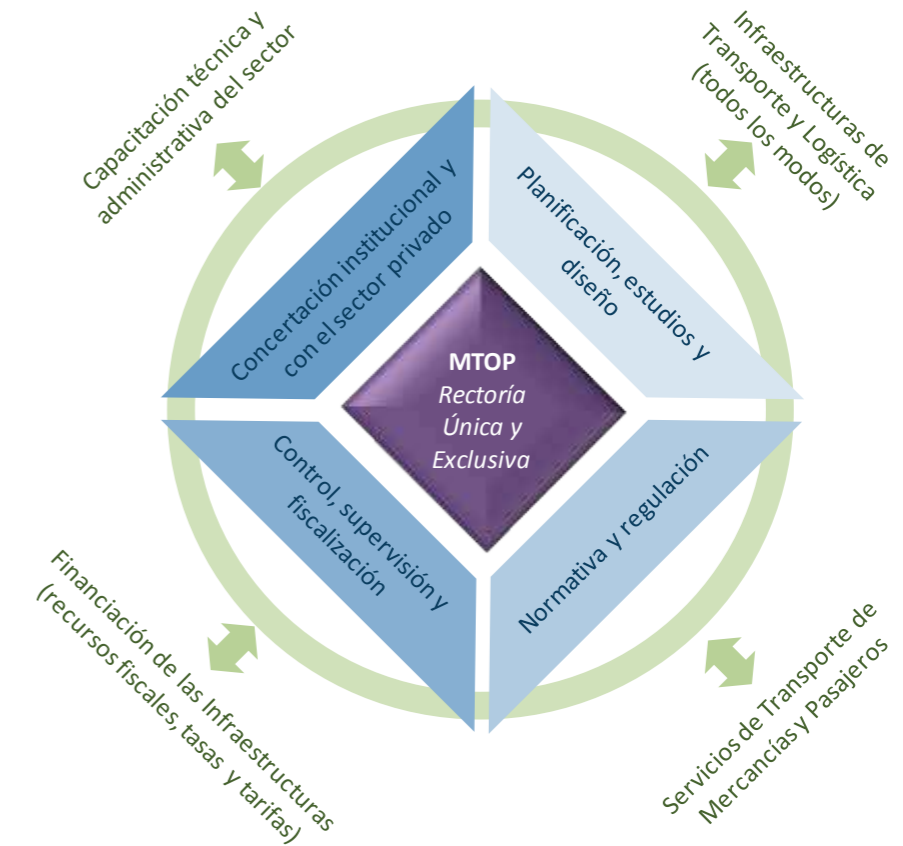 Capacitación técnica y
administrativa del sector
Infraestructuras de
Transporte y Logística
(todos los modos)
Concertación institucional y
con el sector privado
Planificación, estudios y
diseño
MTOP
Rectoría
Única y
Exclusiva
Control, supervisión y
fiscalización
Normativa y regulación
Financiación de las Infraestructuras
(recursos fiscales, tasas y tarifas)
Servicios de Transporte de
Mercancías y Pasajeros